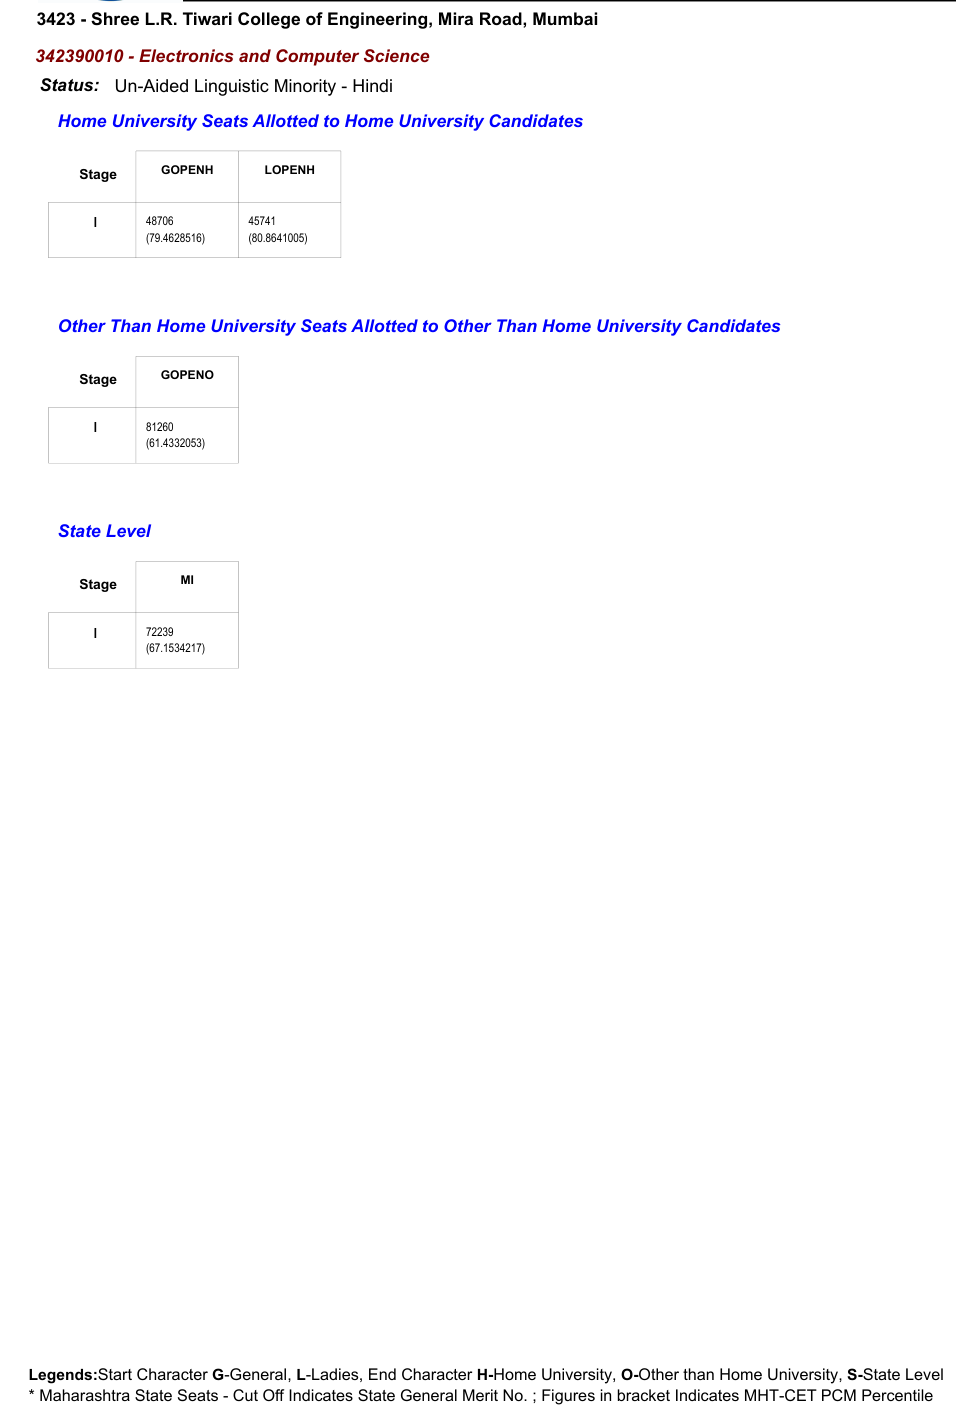 3423 - Shree L.R. Tiwari College of Engineering, Mira Road, Mumbai
342390010 - Electronics and Computer Science
Status: Un-Aided Linguistic Minority - Hindi
Home University Seats Allotted to Home University Candidates
Stage GOPENH LOPENH
I 48706 45741
(79.4628516) (80.8641005)
Other Than Home University Seats Allotted to Other Than Home University Candidates
Stage GOPENO
I 81260
(61.4332053)
State Level
Stage MI
I 72239
(67.1534217)
Legends:Start Character G-General, L-Ladies, End Character H-Home University, O-Other than Home University, S-State Level
* Maharashtra State Seats - Cut Off Indicates State General Merit No. ; Figures in bracket Indicates MHT-CET PCM Percentile